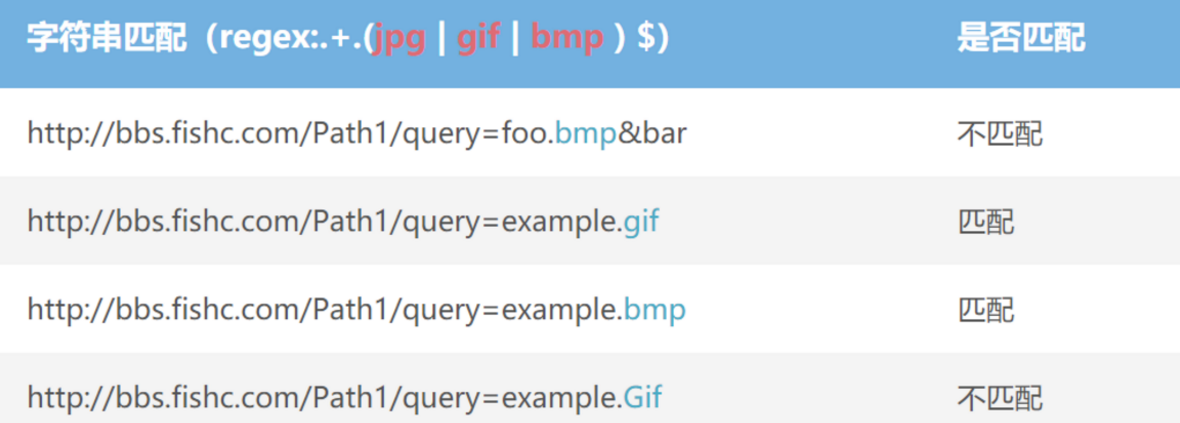 字符串匹配（regex:.+.(jpg | gif | bmp ) $） 是否匹配
http://bbs.fishc.com/Path1/query=foo.bmp&bar 不匹配
http://bbs.fishc.com/Path1/query=example.gif 匹配
http://bbs.fishc.com/Path1/query=example.bmp 匹配
http://bbs.fishc.com/Path1/query=example.Gif 不匹配